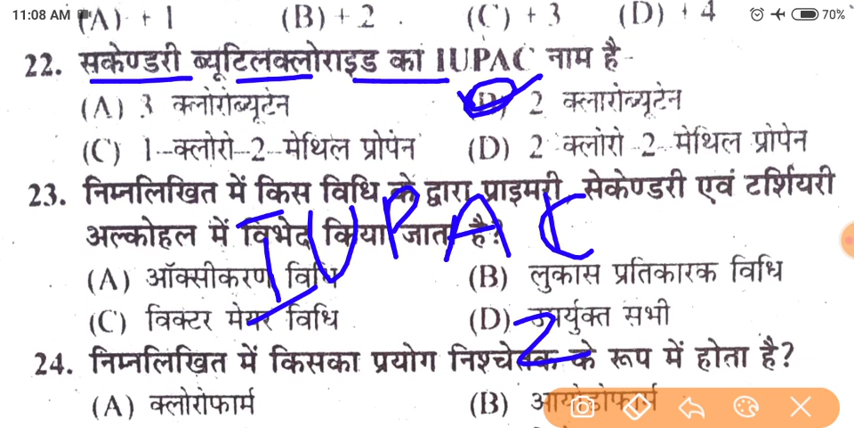 11:08 AM (A) + 1 (B) + 2 . (C) + 3 (D) + 4 70%
22. सकेण्डरी ब्यूटिलक्लोराइड का IUPAC नाम है -
(A) 3 क्लोरोब्यूटेन 2 क्लारोब्यूटेन
(C) 1-क्लोरो-2-मेथिल प्रोपेन (D) 2 क्लोरो -2- मेथिल प्रोपेन
23. निम्नलिखित में किस विधि के द्वारा प्राइमरी सेकेण्डरी एवं टर्शियरी
अल्कोहल में विभेद किया जाता है?
IUPAC
(A) ऑक्सीकरण विधि (B) लुकास प्रतिकारक विधि
(C) विक्टर मेयर विधि (D) उपर्युक्त सभी
2
24. निम्नलिखित में किसका प्रयोग निश्चेतक के रूप में होता है?
(A) क्लोरोफार्म (B) आयोडोफार्म